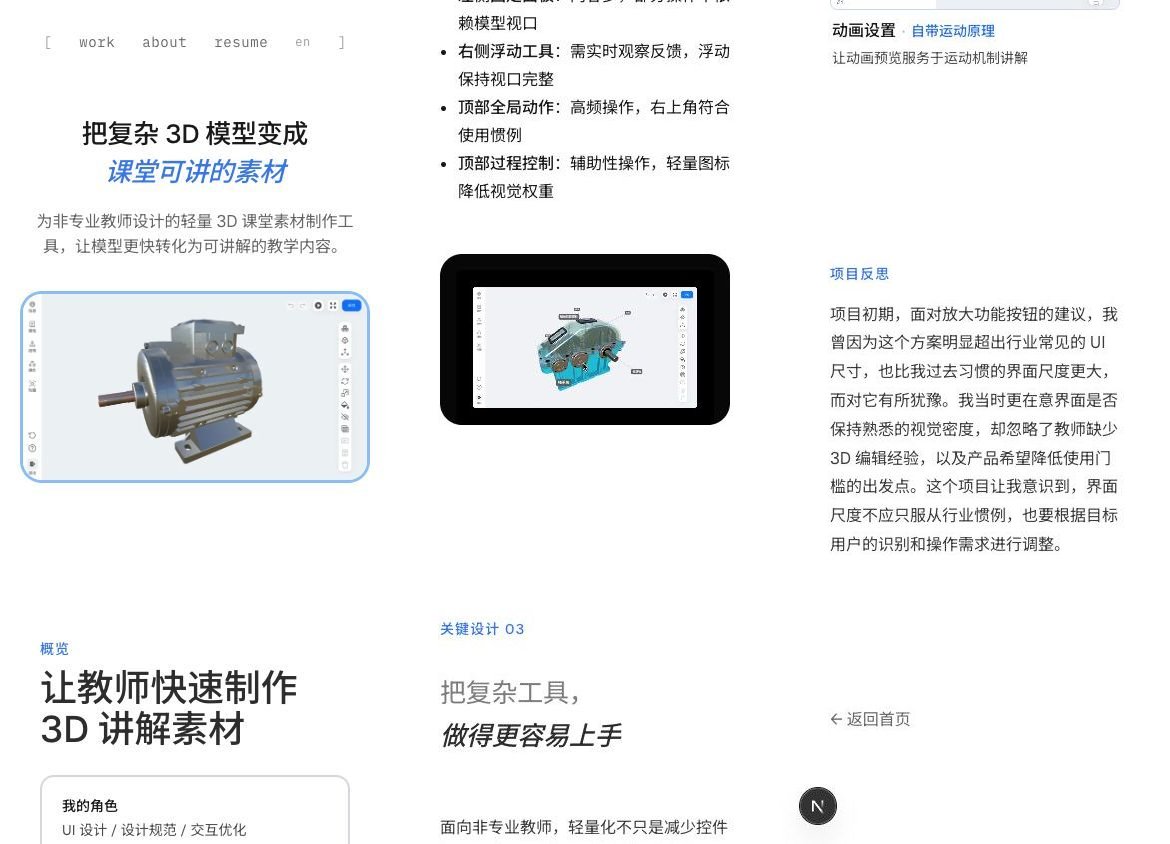 [ work about resume en ]
把复杂 3D 模型变成
课堂可讲的素材
为非专业教师设计的轻量 3D 课堂素材制作工
具，让模型更快转化为可讲解的教学内容。
概览
让教师快速制作
3D 讲解素材
我的角色
UI 设计 / 设计规范 / 交互优化
赖模型视口
• 右侧浮动工具：需实时观察反馈，浮动
保持视口完整
• 顶部全局动作：高频操作，右上角符合
使用惯例
• 顶部过程控制：辅助性操作，轻量图标
降低视觉权重
关键设计 03
把复杂工具，
做得更容易上手
面向非专业教师，轻量化不只是减少控件
动画设置 · 自带运动原理
让动画预览服务于运动机制讲解
项目反思
项目初期，面对放大功能按钮的建议，我
曾因为这个方案明显超出行业常见的 UI
尺寸，也比我过去习惯的界面尺度更大，
而对它有所犹豫。我当时更在意界面是否
保持熟悉的视觉密度，却忽略了教师缺少
3D 编辑经验，以及产品希望降低使用门
槛的出发点。这个项目让我意识到，界面
尺度不应只服从行业惯例，也要根据目标
用户的识别和操作需求进行调整。
← 返回首页
N